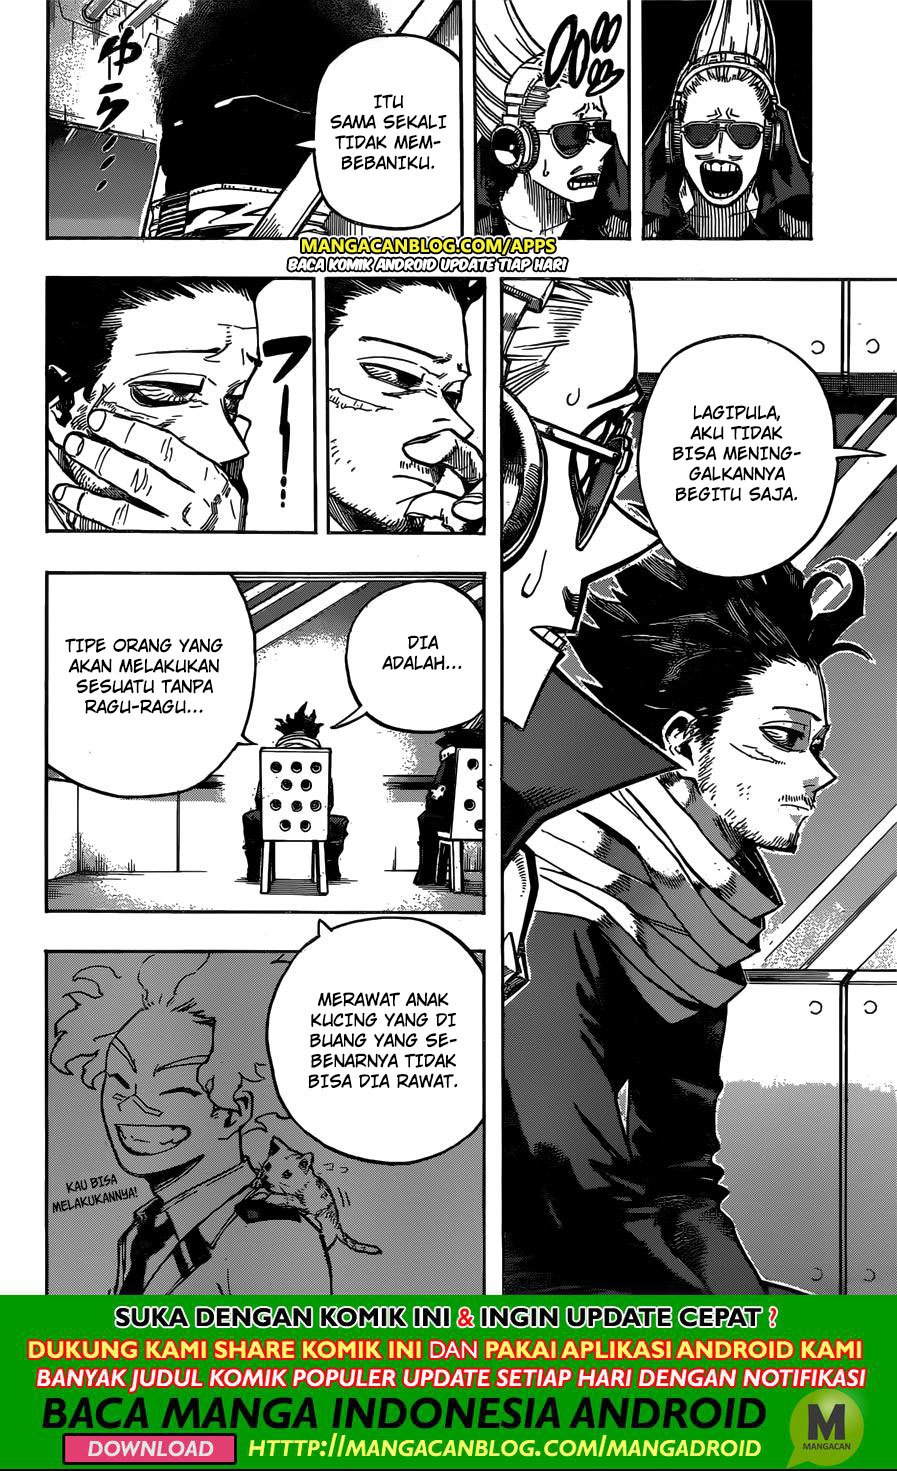 ITU
SAMA SEKALI
TIDAK MEM-
BEBANIKU.
MANGACANBLOG.COM/APPS
BACA KOMIK ANDROID UPDATE TIAP HARI
LAGIPULA,
AKU TIDAK
BISA MENING-
GALKANNYA
BEGITU SAJA.
DIA
ADALAH...
TIPE ORANG YANG
AKAN MELAKUKAN
SESUATU TANPA
RAGU-RAGU...
MERAWAT ANAK
KUCING YANG DI
BUANG YANG SE-
BENARNYA TIDAK
BISA DIA RAWAT.
KAU BISA
MELAKUKANNYA!
SUKA DENGAN KOMIK INI & INGIN UPDATE CEPAT ?
DUKUNG KAMI SHARE KOMIK INI DAN PAKAI APLIKASI ANDROID KAMI
BANYAK JUDUL KOMIK POPULER UPDATE SETIAP HARI DENGAN NOTIFIKASI
BACA MANGA INDONESIA ANDROID
DOWNLOAD HTTTP://MANGACANBLOG.COM/MANGADROID
M
MANGACAN